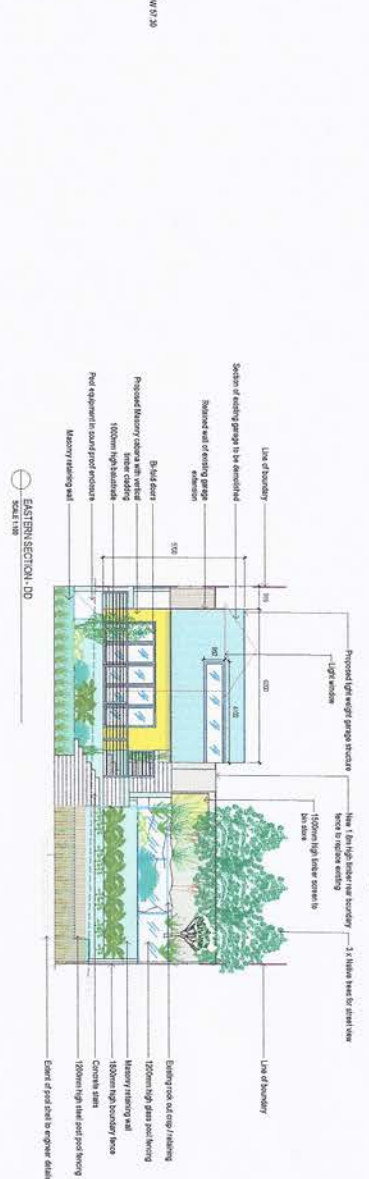 W 57.30
Line of boundary
Section of existing garage to be demolished
Retained wall of existing garage
extension
Bi-fold doors
Proposed Masonry cabana with vertical
timber cladding
1000mm high balustrade
Pool equipment in sound proof enclosure
Masonry retaining wall
Proposed light weight garage structure
Light window
New 1.8m high timber rear boundary
fence to replace existing
1500mm high timber screen to
bin store
3 x Native trees for street view
Line of boundary
Existing rock out crop / retaining
1200mm high glass pool fencing
Masonry retaining wall
1800mm high boundary fence
Concrete stairs
1200mm high steel post pool fencing
Extent of pool shell to engineer details
EASTERN SECTION - DD
SCALE 1:100